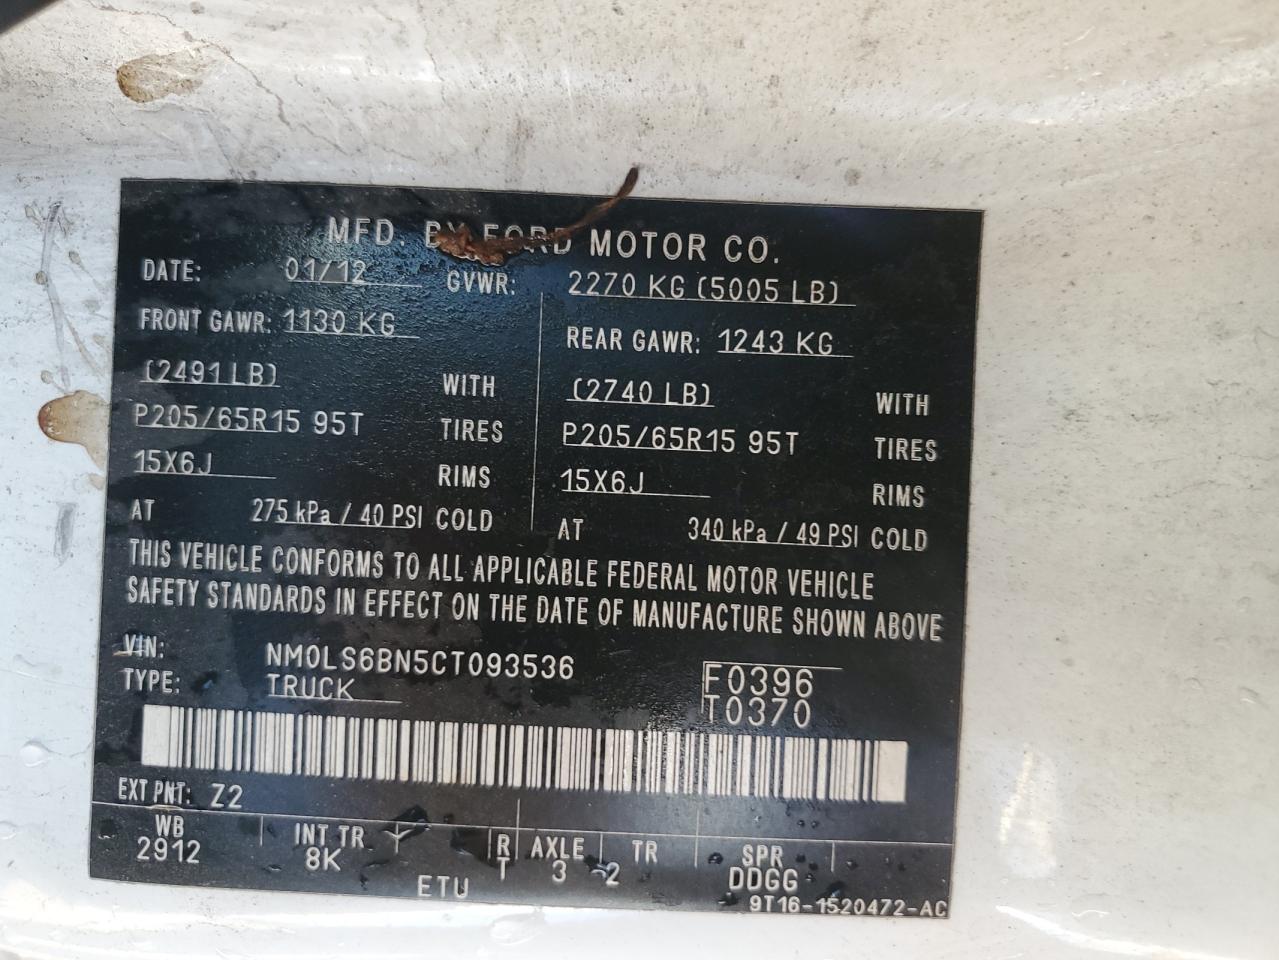 MFD. BY FORD MOTOR CO.
DATE: 01/12 GVWR: 2270 KG (5005 LB)
FRONT GAWR: 1130 KG REAR GAWR: 1243 KG
(2491 LB) WITH (2740 LB) WITH
P205/65R15 95T TIRES P205/65R15 95T TIRES
15X6J RIMS 15X6J RIMS
AT 275 kPa / 40 PSI COLD AT 340 kPa / 49 PSI COLD
THIS VEHICLE CONFORMS TO ALL APPLICABLE FEDERAL MOTOR VEHICLE
SAFETY STANDARDS IN EFFECT ON THE DATE OF MANUFACTURE SHOWN ABOVE
VIN: NM0LS6BN5CT093536 F0396
TYPE: TRUCK T0370
EXT PNT: Z2
WB INT TR R AXLE TR SPR
2912 8K T 3 2 DDGG
ETU 9T16-1520472-AC